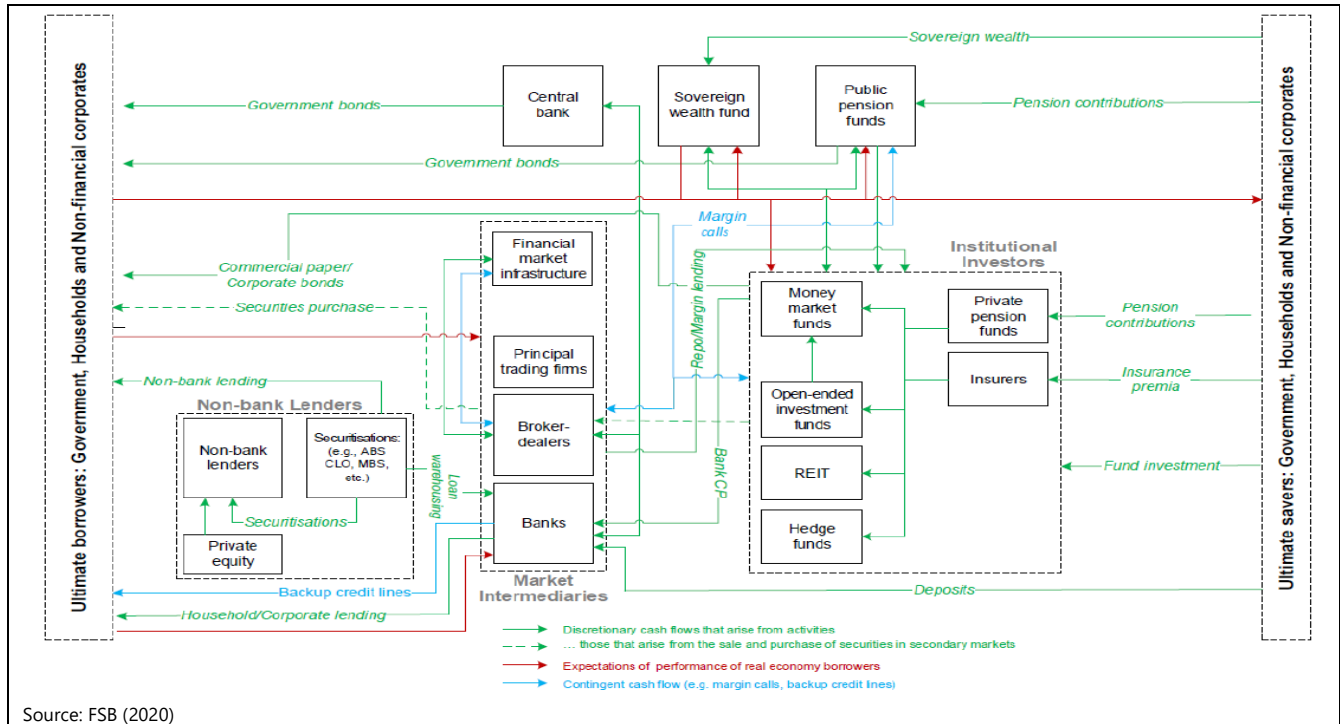 Ultimate borrowers: Government, Households and Non-financial corporates
Ultimate savers: Government, Households and Non-financial corporates
Sovereign wealth
Central
bank
Sovereign
wealth fund
Public
pension
funds
Government bonds
Pension contributions
Government bonds
Margin
calls
Financial
market
infrastructure
Institutional
Investors
Commercial paper/
Corporate bonds
Repo/Margin lending
Money
market
funds
Private
pension
funds
Pension
contributions
Securities purchase
Principal
trading firms
Non-bank lending
Insurers
Insurance
premia
Non-bank Lenders
Open-ended
investment
funds
Broker-
dealers
Non-bank
lenders
Securitisations:
(e.g., ABS
CLO, MBS,
etc.)
Loan
warehousing
Bank CP
REIT
Fund investment
Securitisations
Banks
Hedge
funds
Private
equity
Market
Intermediaries
Backup credit lines
Deposits
Household/Corporate lending
Discretionary cash flows that arise from activities
... those that arise from the sale and purchase of securities in secondary markets
Expectations of performance of real economy borrowers
Contingent cash flow (e.g. margin calls, backup credit lines)
Source: FSB (2020)